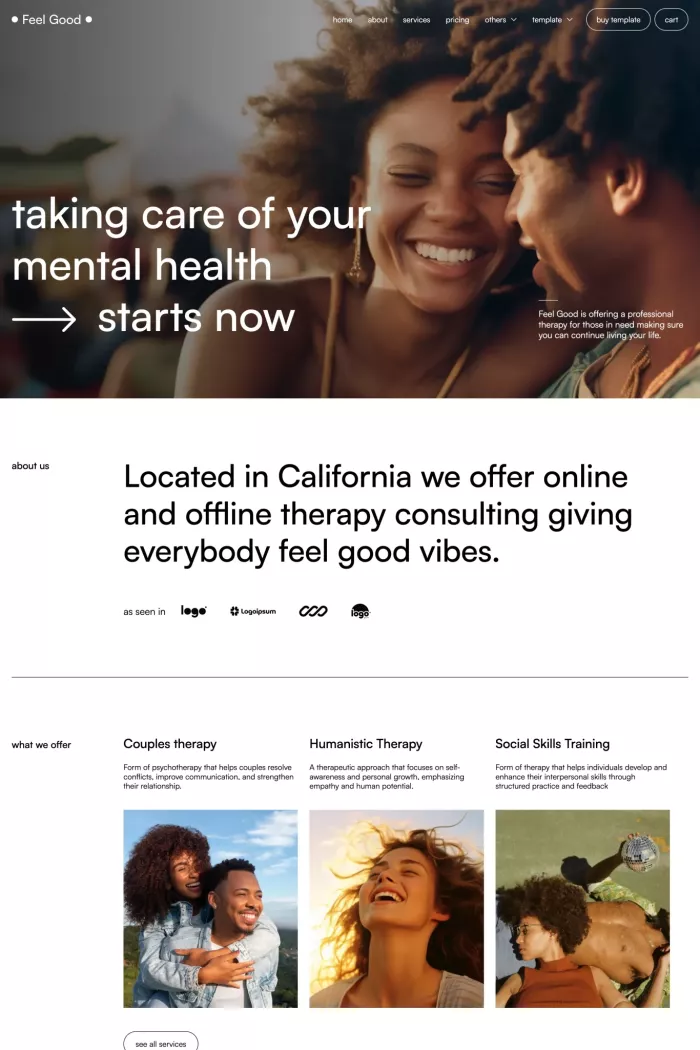 Feel Good
home about services pricing others template buy template cart
taking care of your
mental health
starts now
Feel Good is offering a professional
therapy for those in need making sure
you can continue living your life.
about us
Located in California we offer online
and offline therapy consulting giving
everybody feel good vibes.
as seen in logo Logoipsum logo
what we offer
Couples therapy
Form of psychotherapy that helps couples resolve
conflicts, improve communication, and strengthen
their relationship.
Humanistic Therapy
A therapeutic approach that focuses on self-
awareness and personal growth, emphasizing
empathy and human potential.
Social Skills Training
Form of therapy that helps individuals develop and
enhance their interpersonal skills through
structured practice and feedback
see all services